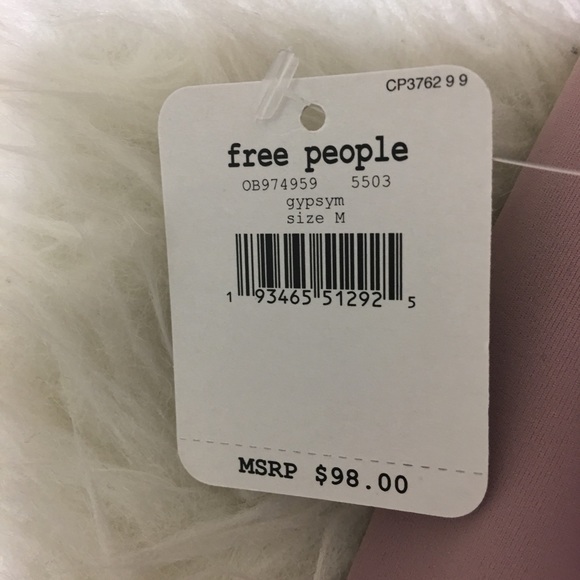 CP3762 9 9
free people
OB974959 5503
gypsym
size M
1 93465 51292 5
MSRP $98.00